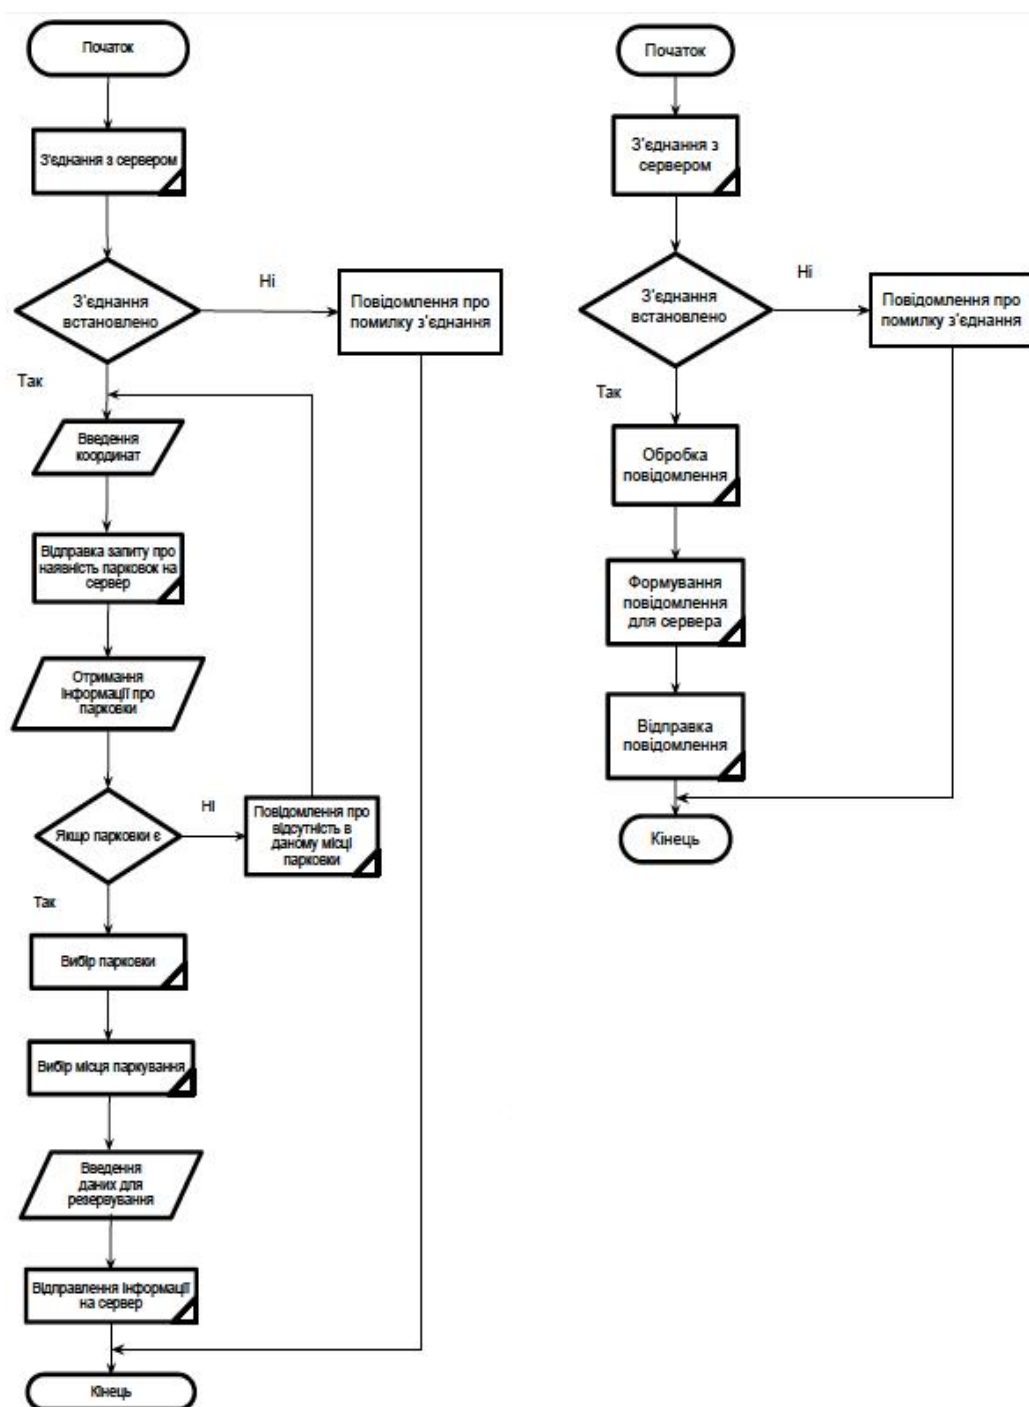 Початок
З'єднання з сервером
З'єднання
встановлено
Ні
Повідомлення про
помилку з'єднання
Так
Введення
координат
Відправка запиту про
наявність парковок на
сервер
Отримання
інформації про
парковки
Якщо парковки є
НІ
Повідомлення про
відсутність в
даному місці
парковки
Так
Вибір парковки
Вибір місця паркування
Введення
даних для
резервування
Відправлення інформації
на сервер
Кінець
Початок
З'єднання з
сервером
З'єднання
встановлено
Ні
Повідомлення про
помилку з'єднання
Так
Обробка
повідомлення
Формування
повідомлення
для сервера
Відправка
повідомлення
Кінець